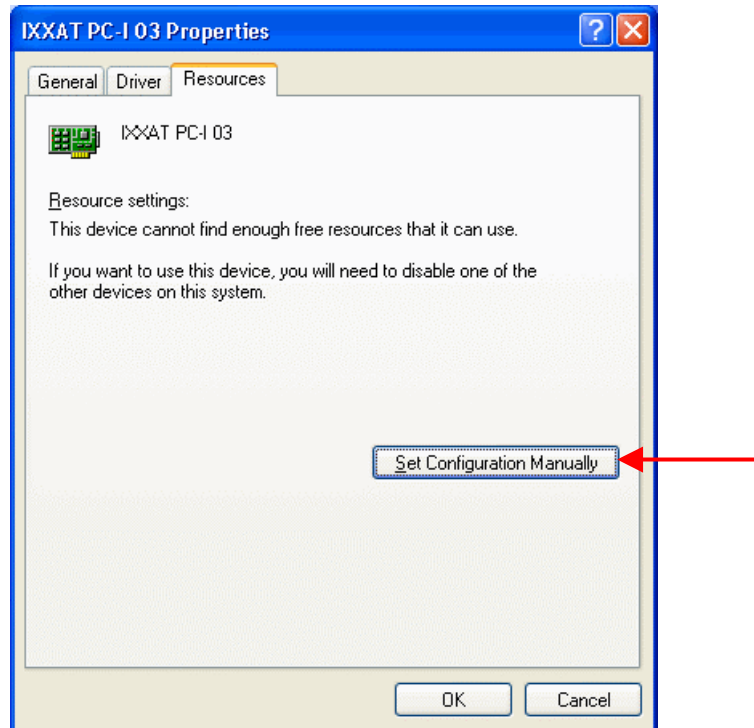 IXXAT PC-I 03 Properties
General Driver Resources
IXXAT PC-I 03
Resource settings:
This device cannot find enough free resources that it can use.
If you want to use this device, you will need to disable one of the
other devices on this system.
Set Configuration Manually
OK Cancel